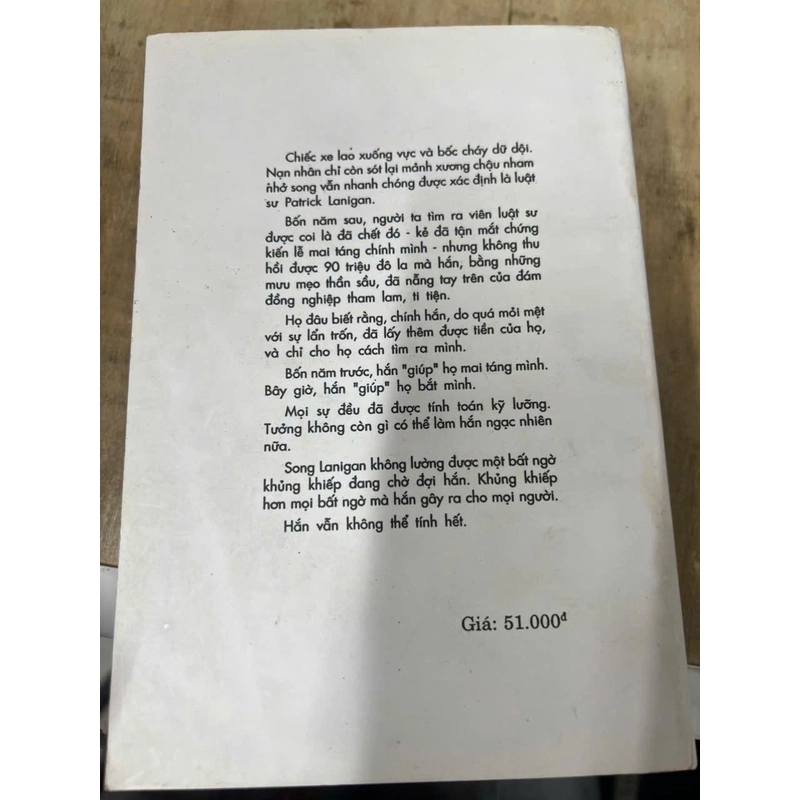 Chiếc xe lao xuống vực và bốc cháy dữ dội.
Nạn nhân chỉ còn sót lại mảnh xương chậu nham
nhở song vẫn nhanh chóng được xác định là luật
sư Patrick Lanigan.
Bốn năm sau, người ta tìm ra viên luật sư
được coi là đã chết đó - kẻ đã tận mắt chứng
kiến lễ mai táng chính mình - nhưng không thu
hồi được 90 triệu đô la mà hắn, bằng những
mưu mẹo thần sầu, đã nẫng tay trên của đám
đồng nghiệp tham lam, ti tiện.
Họ đâu biết rằng, chính hắn, do quá mỏi mệt
với sự lẩn trốn, đã lấy thêm được tiền của họ,
và chỉ cho họ cách tìm ra mình.
Bốn năm trước, hắn "giúp" họ mai táng mình.
Bây giờ, hắn "giúp" họ bắt mình.
Mọi sự đều đã được tính toán kỹ lưỡng.
Tưởng không còn gì có thể làm hắn ngạc nhiên
nữa.
Song Lanigan không lường được một bất ngờ
khủng khiếp đang chờ đợi hắn. Khủng khiếp
hơn mọi bất ngờ mà hắn gây ra cho mọi người.
Hắn vẫn không thể tính hết.
Giá: 51.000đ